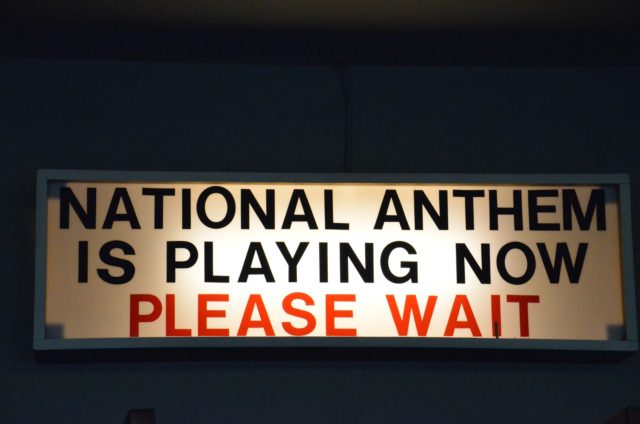 NATIONAL ANTHEM
IS PLAYING NOW
PLEASE WAIT